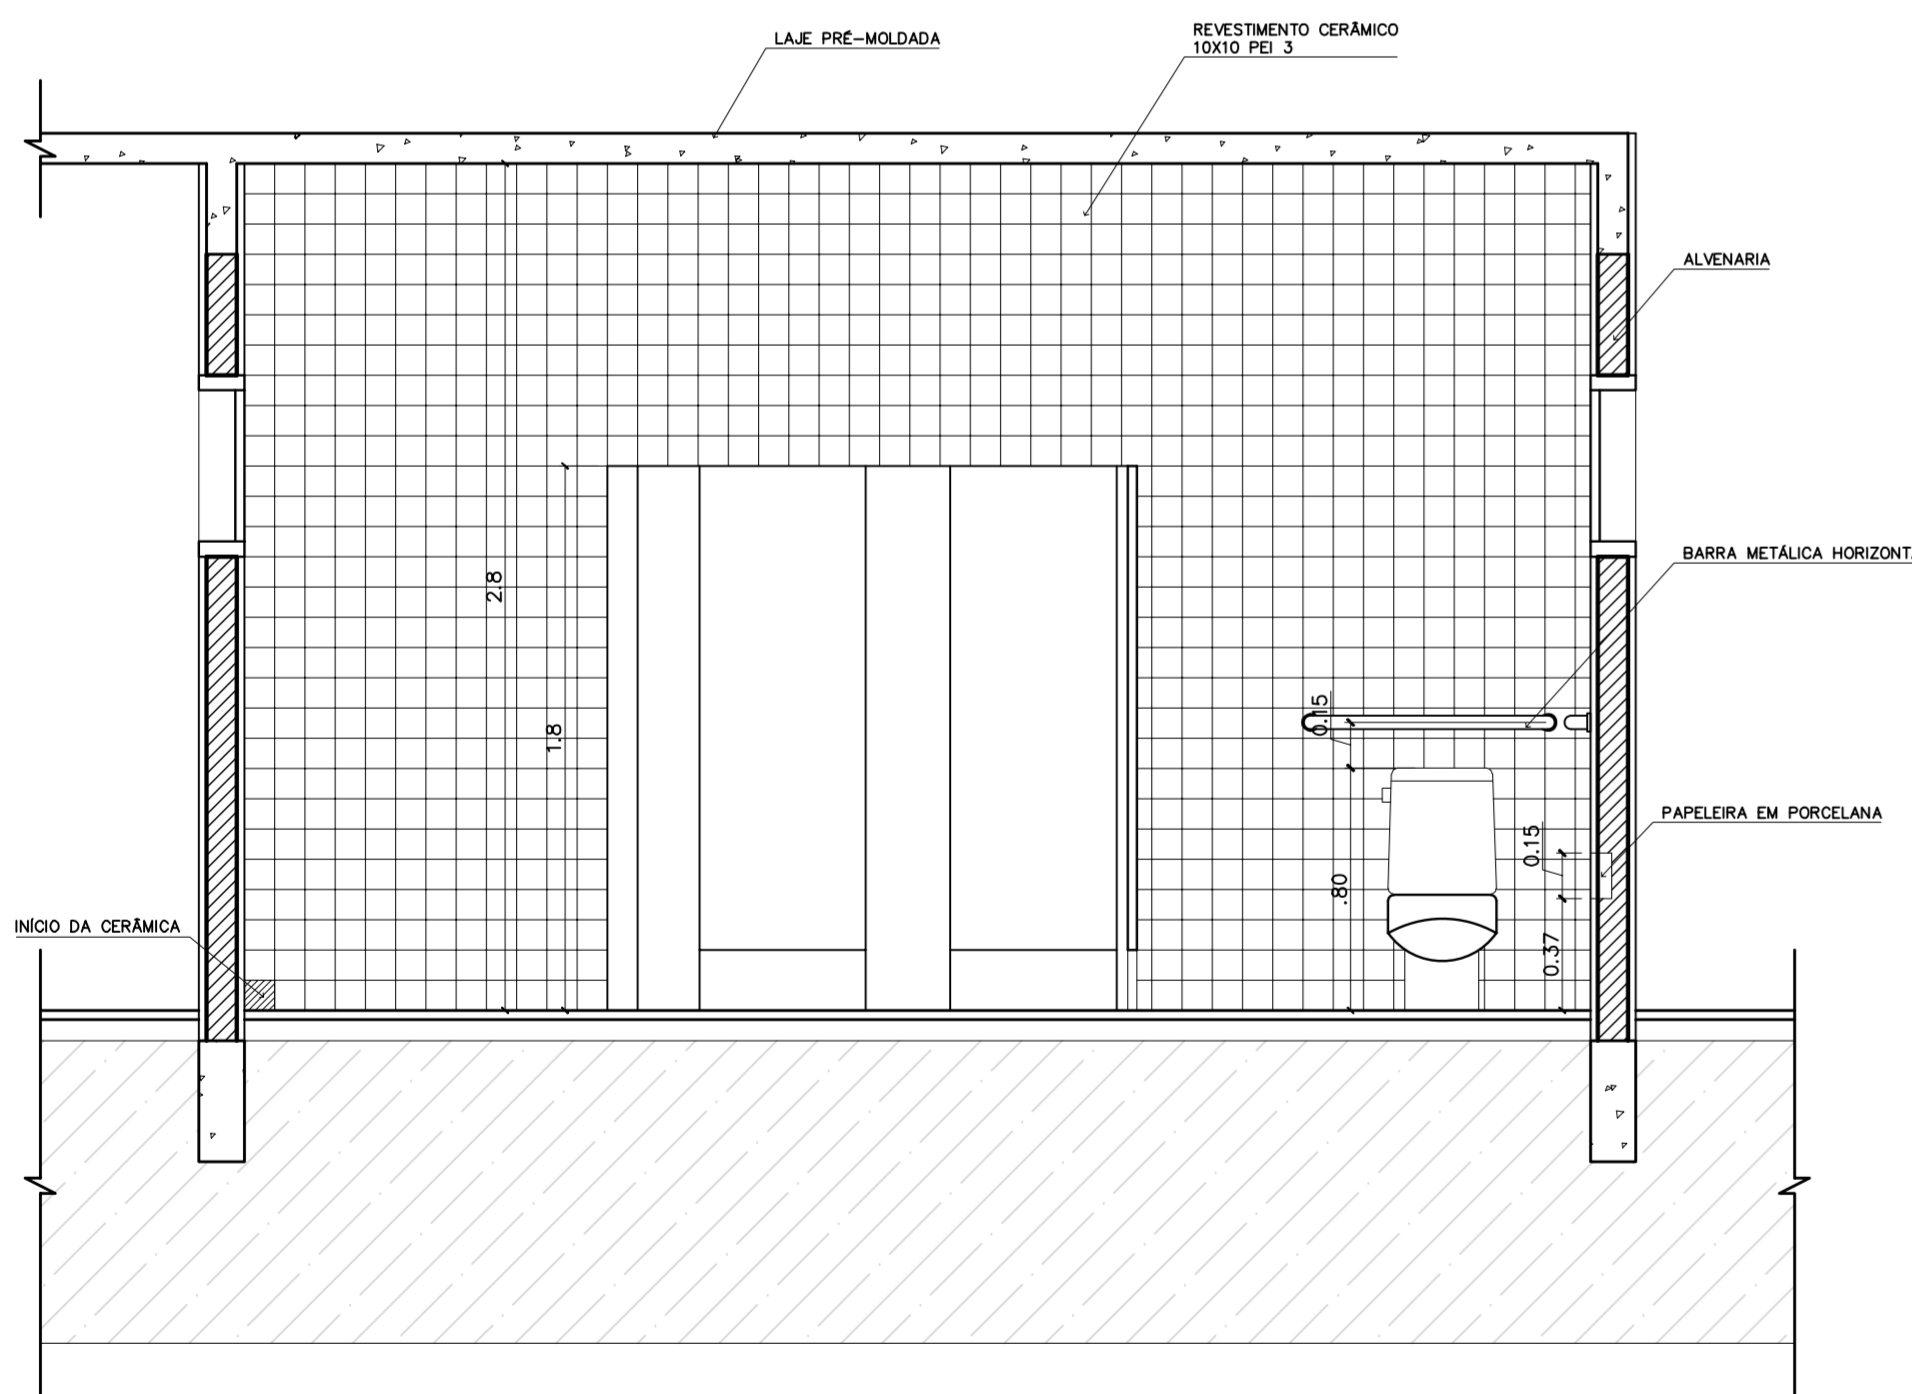 LAJE PRÉ-MOLDADA
REVESTIMENTO CERÂMICO
10X10 PEI 3
ALVENARIA
BARRA METÁLICA HORIZONT
PAPELEIRA EM PORCELANA
INÍCIO DA CERÂMICA
2.8
1.8
0.15
.80
0.15
0.37